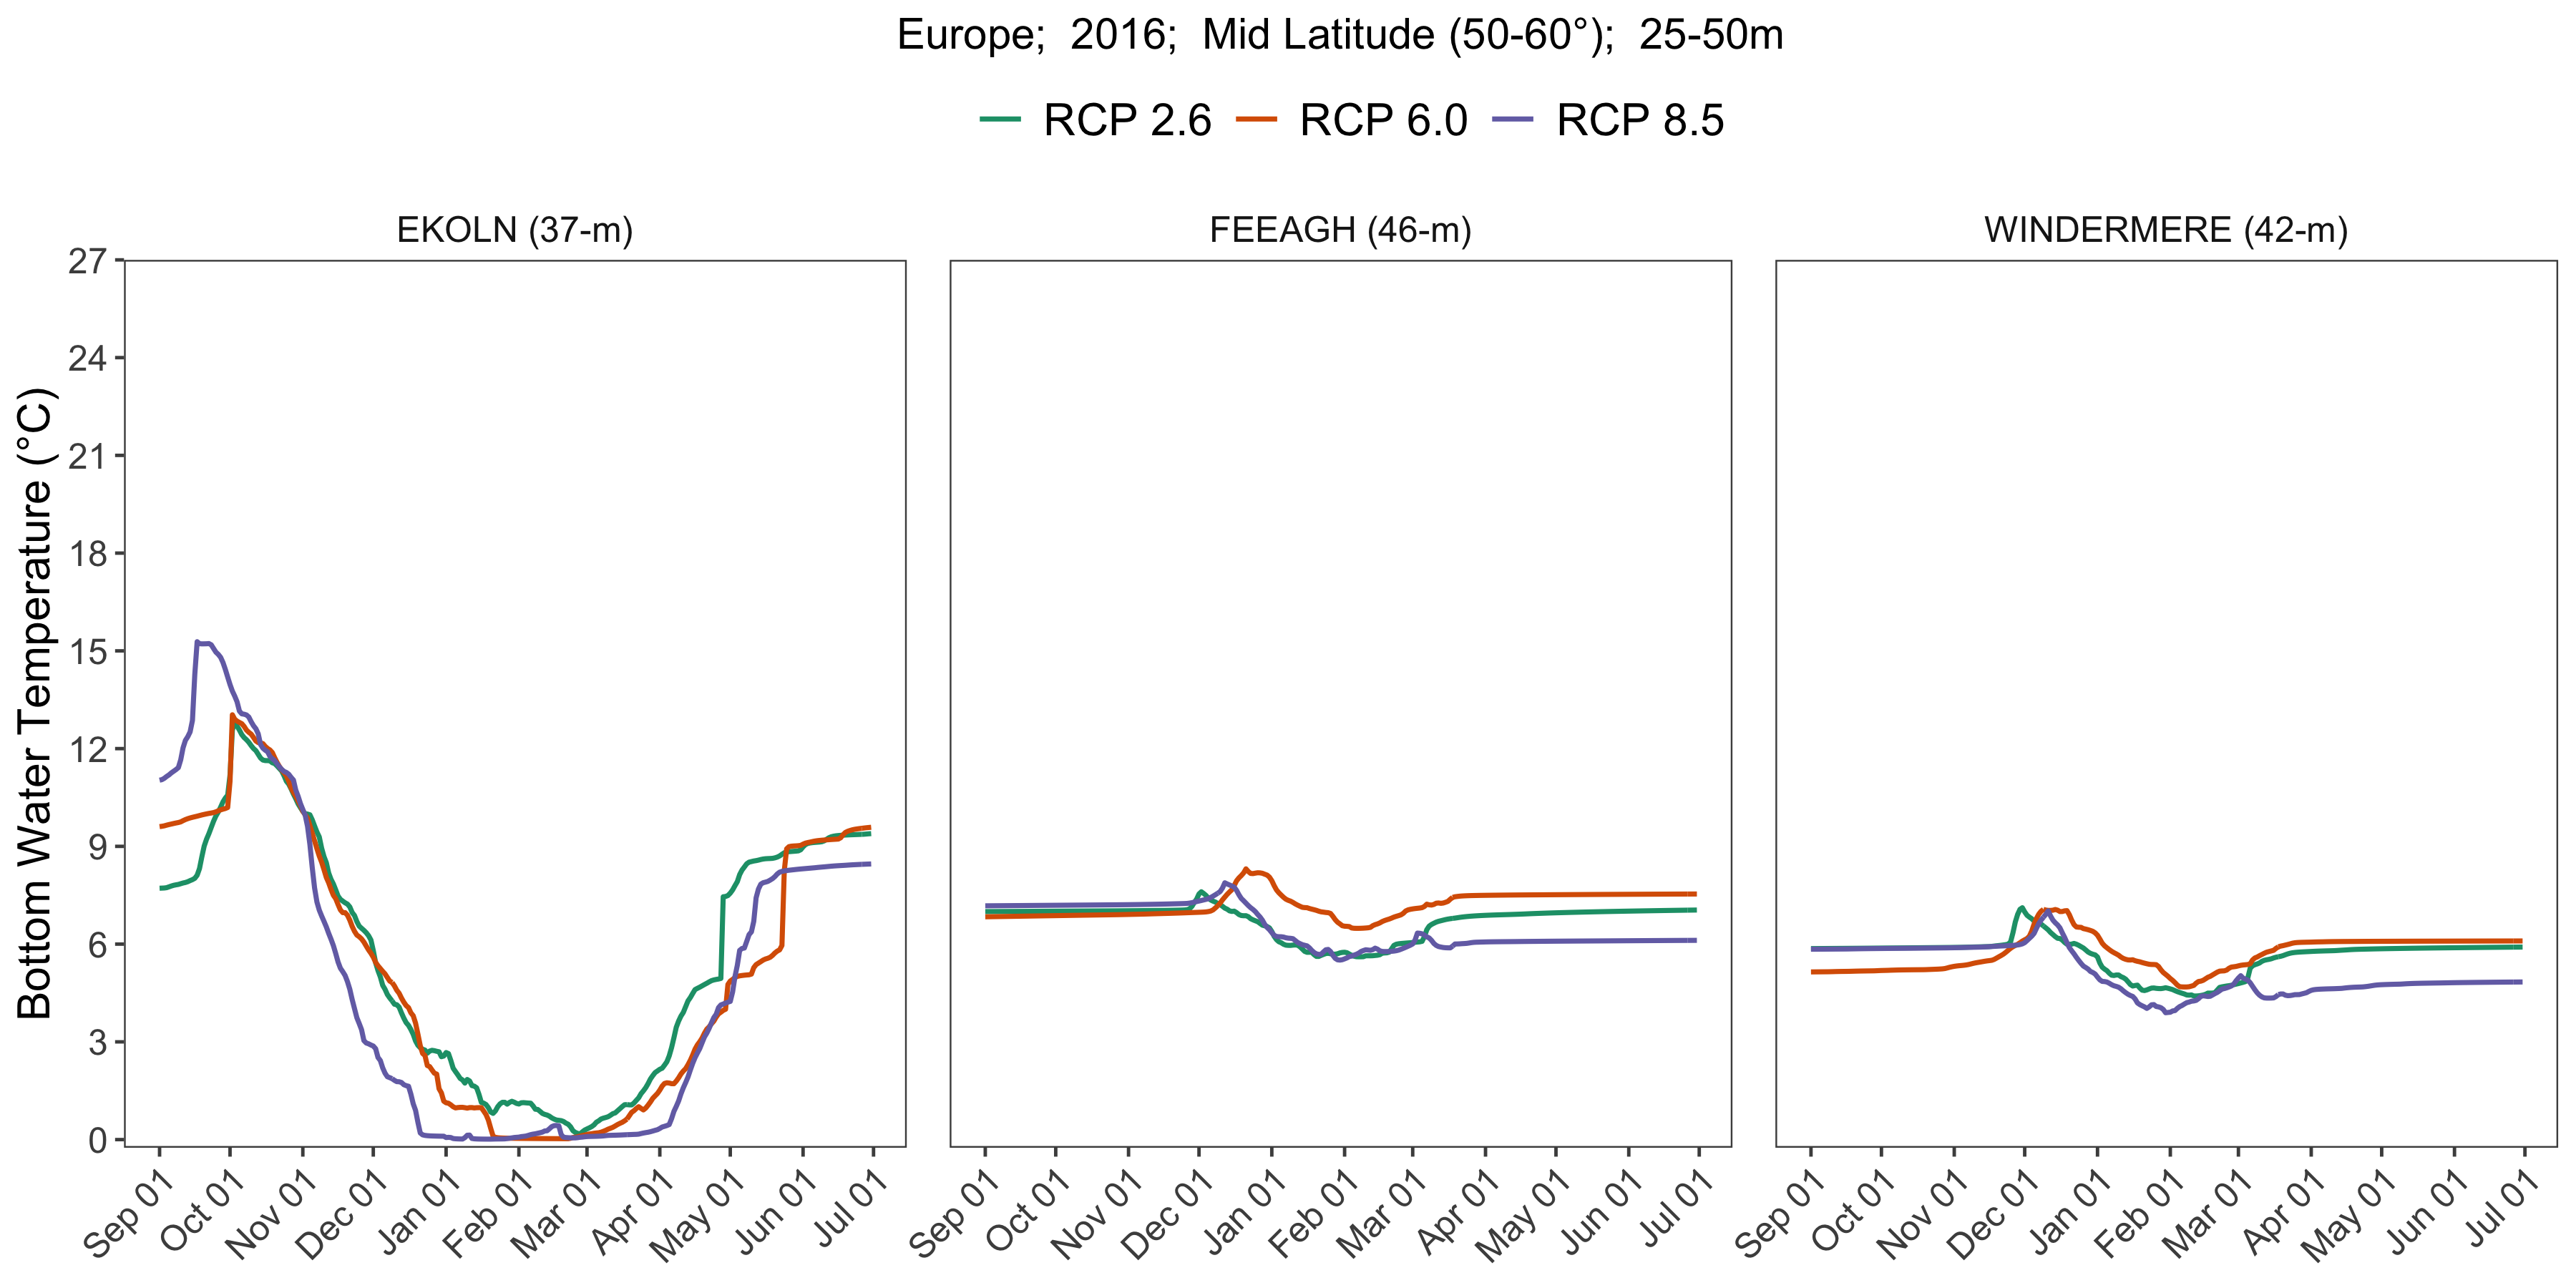 Europe;  2016;  Mid Latitude (50-60°);  25-50m
RCP 2.6 RCP 6.0 RCP 8.5
EKOLN (37-m) FEEAGH (46-m) WINDERMERE (42-m)
Bottom Water Temperature (°C)
27
24
21
18
15
12
9
6
3
0
Sep 01 Oct 01 Nov 01 Dec 01 Jan 01 Feb 01 Mar 01 Apr 01 May 01 Jun 01 Jul 01 Sep 01 Oct 01 Nov 01 Dec 01 Jan 01 Feb 01 Mar 01 Apr 01 May 01 Jun 01 Jul 01 Sep 01 Oct 01 Nov 01 Dec 01 Jan 01 Feb 01 Mar 01 Apr 01 May 01 Jun 01 Jul 01